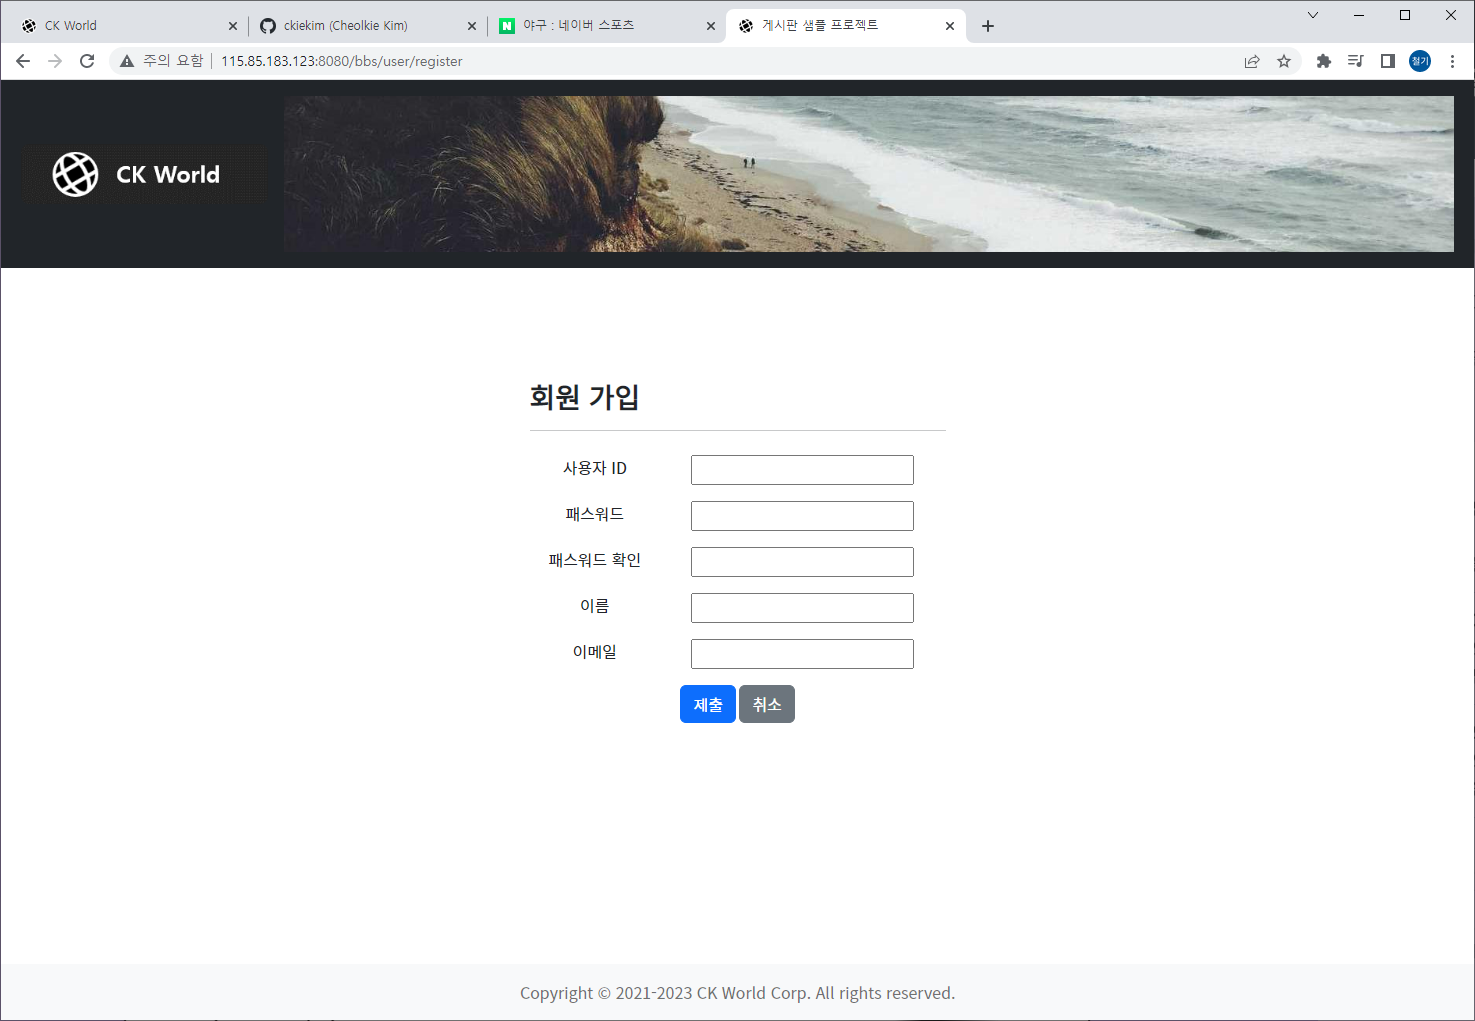 CK World
ckiekim (Cheolkie Kim)
야구 : 네이버 스포츠
게시판 샘플 프로젝트
주의 요함 115.85.183.123:8080/bbs/user/register
철기
CK World
회원 가입
사용자 ID
패스워드
패스워드 확인
이름
이메일
제출 취소
Copyright © 2021-2023 CK World Corp. All rights reserved.